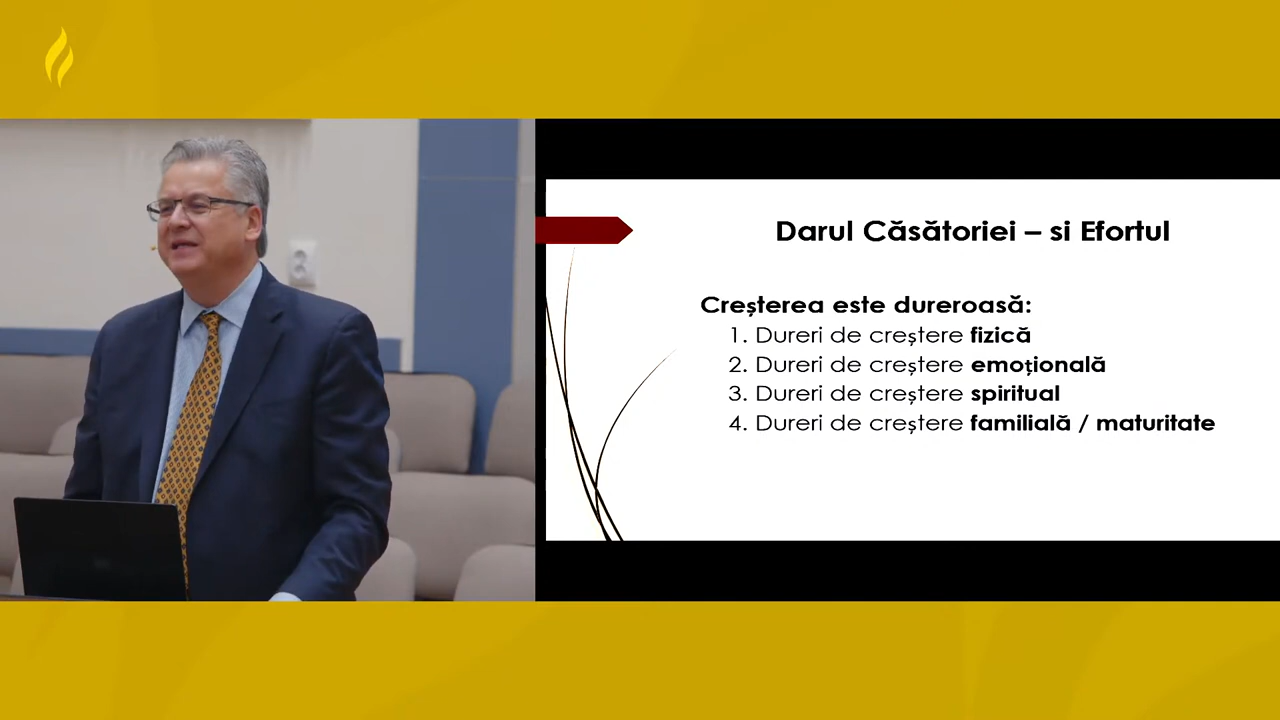 Darul Căsătoriei – si Efortul
Creșterea este dureroasă:
1. Dureri de creștere fizică
2. Dureri de creștere emoțională
3. Dureri de creștere spiritual
4. Dureri de creștere familială / maturitate